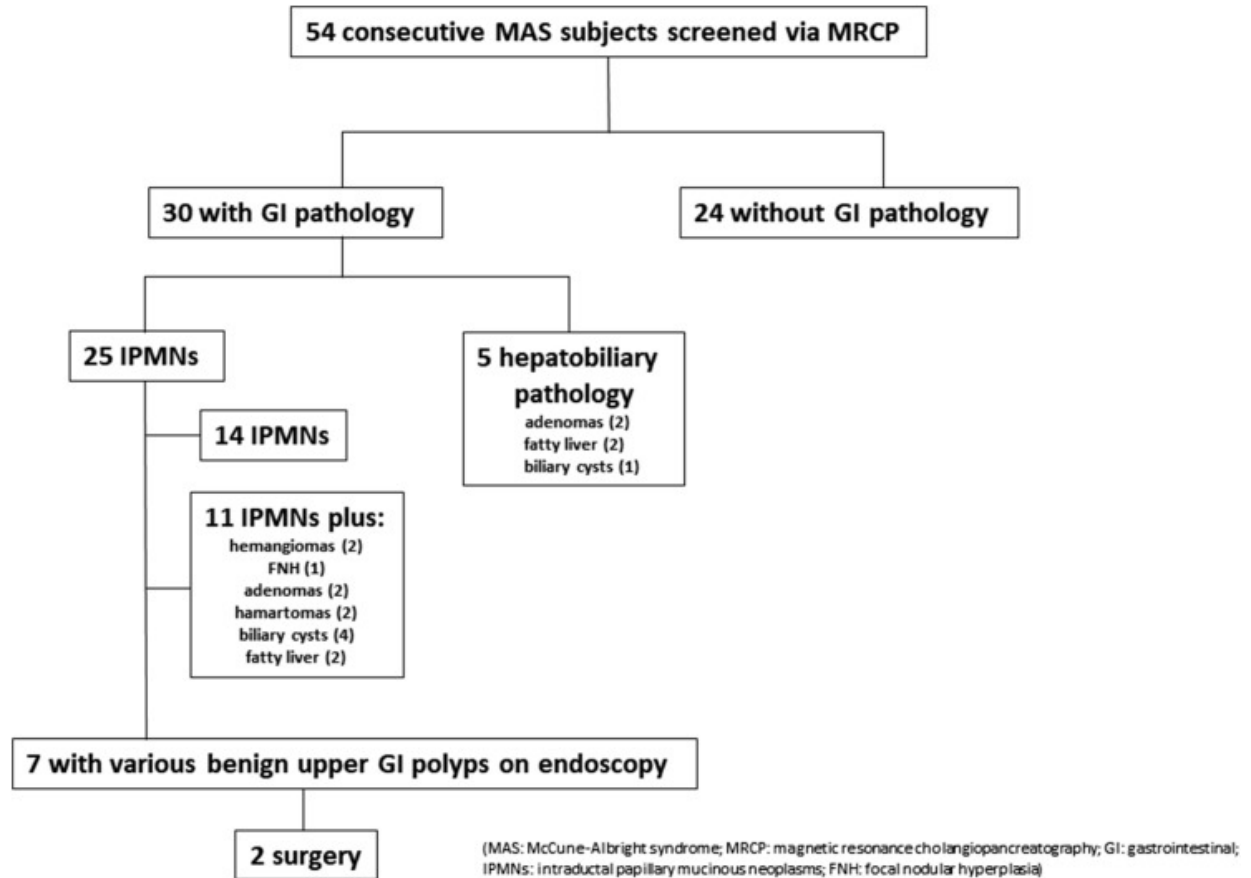 54 consecutive MAS subjects screened via MRCP
30 with GI pathology
24 without GI pathology
25 IPMNs
5 hepatobiliary
pathology
adenomas (2)
fatty liver (2)
biliary cysts (1)
14 IPMNs
11 IPMNs plus:
hemangiomas (2)
FNH (1)
adenomas (2)
hamartomas (2)
biliary cysts (4)
fatty liver (2)
7 with various benign upper GI polyps on endoscopy
2 surgery
(MAS: McCune-Albright syndrome; MRCP: magnetic resonance cholangiopancreatography; GI: gastrointestinal;
IPMNs: intraductal papillary mucinous neoplasms; FNH: focal nodular hyperplasia)